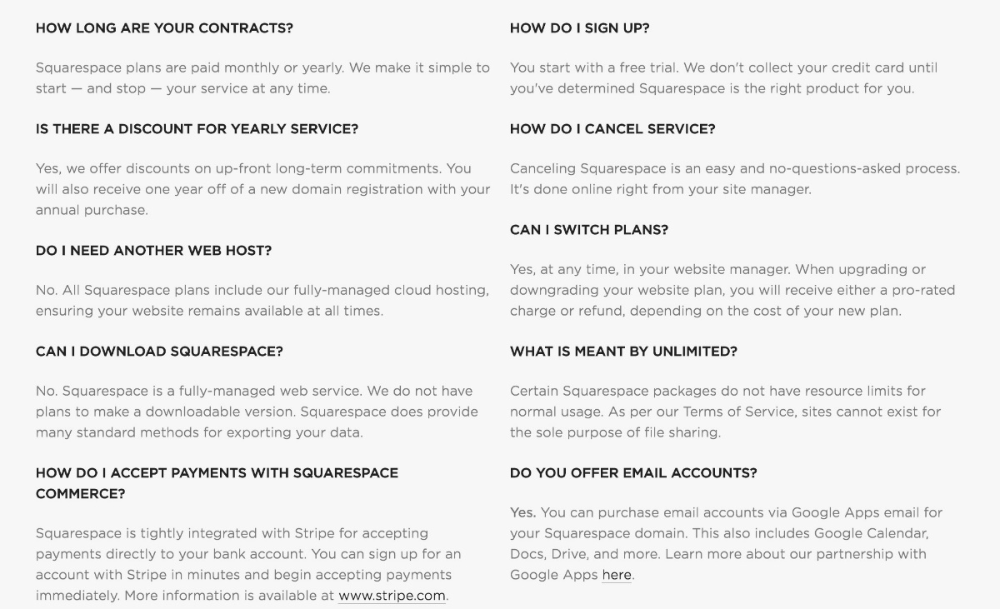 HOW LONG ARE YOUR CONTRACTS?
Squarespace plans are paid monthly or yearly. We make it simple to
start — and stop — your service at any time.
IS THERE A DISCOUNT FOR YEARLY SERVICE?
Yes, we offer discounts on up-front long-term commitments. You
will also receive one year off of a new domain registration with your
annual purchase.
DO I NEED ANOTHER WEB HOST?
No. All Squarespace plans include our fully-managed cloud hosting,
ensuring your website remains available at all times.
CAN I DOWNLOAD SQUARESPACE?
No. Squarespace is a fully-managed web service. We do not have
plans to make a downloadable version. Squarespace does provide
many standard methods for exporting your data.
HOW DO I ACCEPT PAYMENTS WITH SQUARESPACE
COMMERCE?
Squarespace is tightly integrated with Stripe for accepting
payments directly to your bank account. You can sign up for an
account with Stripe in minutes and begin accepting payments
immediately. More information is available at www.stripe.com.
HOW DO I SIGN UP?
You start with a free trial. We don't collect your credit card until
you've determined Squarespace is the right product for you.
HOW DO I CANCEL SERVICE?
Canceling Squarespace is an easy and no-questions-asked process.
It's done online right from your site manager.
CAN I SWITCH PLANS?
Yes, at any time, in your website manager. When upgrading or
downgrading your website plan, you will receive either a pro-rated
charge or refund, depending on the cost of your new plan.
WHAT IS MEANT BY UNLIMITED?
Certain Squarespace packages do not have resource limits for
normal usage. As per our Terms of Service, sites cannot exist for
the sole purpose of file sharing.
DO YOU OFFER EMAIL ACCOUNTS?
Yes. You can purchase email accounts via Google Apps email for
your Squarespace domain. This also includes Google Calendar,
Docs, Drive, and more. Learn more about our partnership with
Google Apps here.